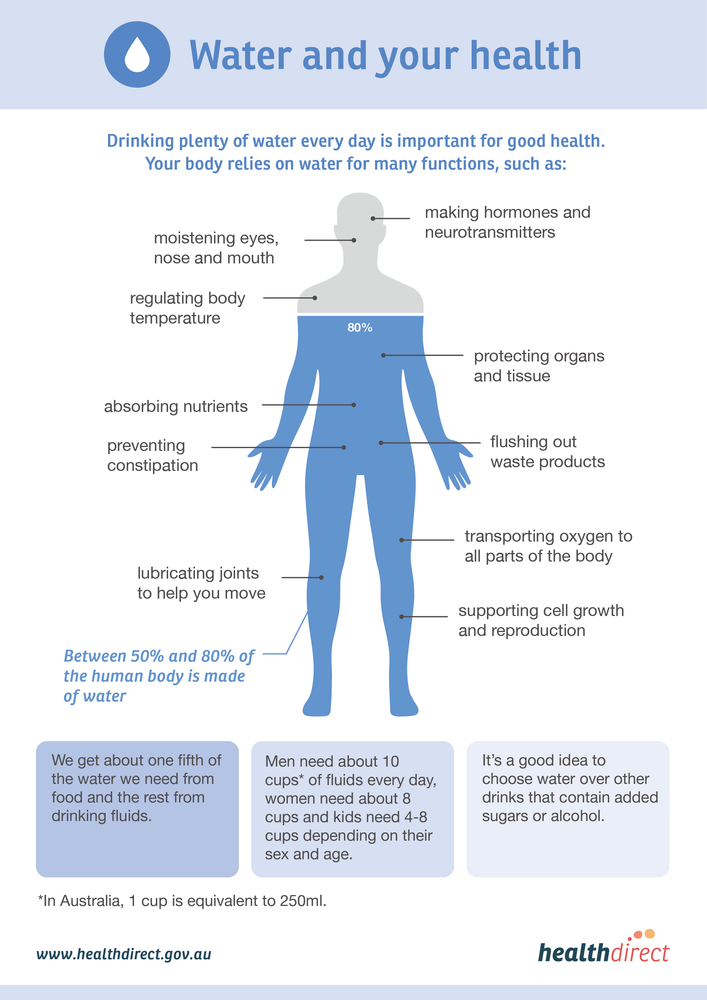 Water and your health
Drinking plenty of water every day is important for good health.
Your body relies on water for many functions, such as:
making hormones and
neurotransmitters
moistening eyes,
nose and mouth
regulating body
temperature
80%
protecting organs
and tissue
absorbing nutrients
preventing
constipation
flushing out
waste products
transporting oxygen to
all parts of the body
lubricating joints
to help you move
supporting cell growth
and reproduction
Between 50% and 80% of
the human body is made
of water
We get about one fifth of
the water we need from
food and the rest from
drinking fluids.
Men need about 10
cups* of fluids every day,
women need about 8
cups and kids need 4-8
cups depending on their
sex and age.
It’s a good idea to
choose water over other
drinks that contain added
sugars or alcohol.
*In Australia, 1 cup is equivalent to 250ml.
www.healthdirect.gov.au
healthdirect